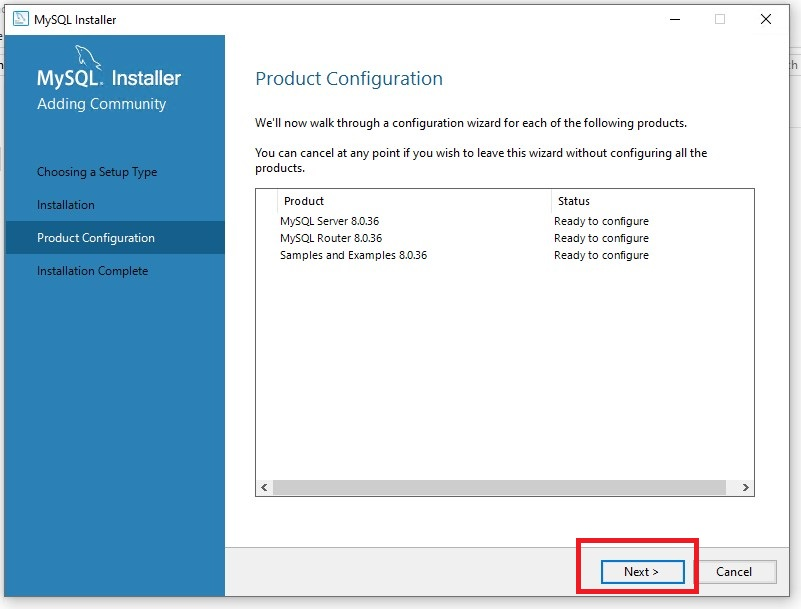 MySQL Installer
MySQL. Installer
Adding Community
Choosing a Setup Type
Installation
Product Configuration
Installation Complete
Product Configuration
We'll now walk through a configuration wizard for each of the following products.
You can cancel at any point if you wish to leave this wizard without configuring all the
products.
Product Status
MySQL Server 8.0.36 Ready to configure
MySQL Router 8.0.36 Ready to configure
Samples and Examples 8.0.36 Ready to configure
Next >
Cancel